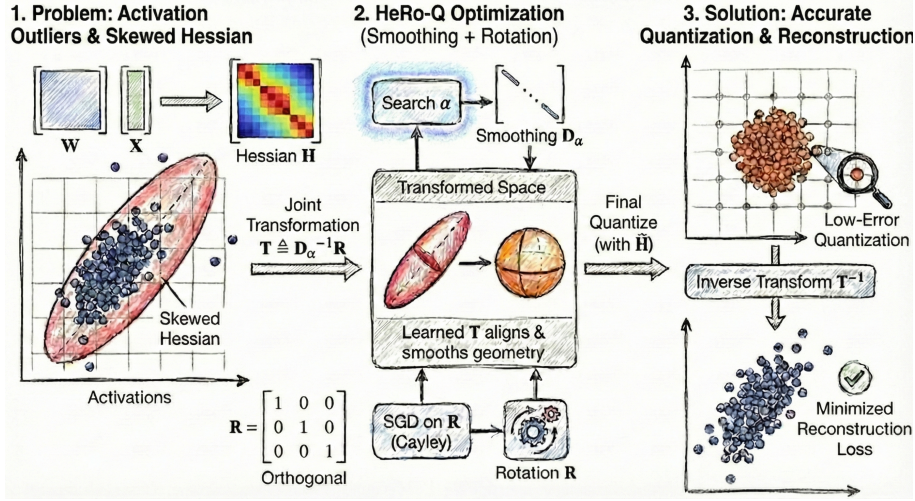 1. Problem: Activation
Outliers & Skewed Hessian
W
X
Hessian H
Skewed
Hessian
Activations
Joint
Transformation
T ≜ D_α⁻¹R
R =
1 0 0
0 1 0
0 0 1
Orthogonal
2. HeRo-Q Optimization
(Smoothing + Rotation)
Search α
Smoothing D_α
Transformed Space
Learned T aligns &
smooths geometry
SGD on R
(Cayley)
Rotation R
Final
Quantize
(with H̃)
3. Solution: Accurate
Quantization & Reconstruction
Low-Error
Quantization
Inverse Transform T⁻¹
Minimized
Reconstruction
Loss